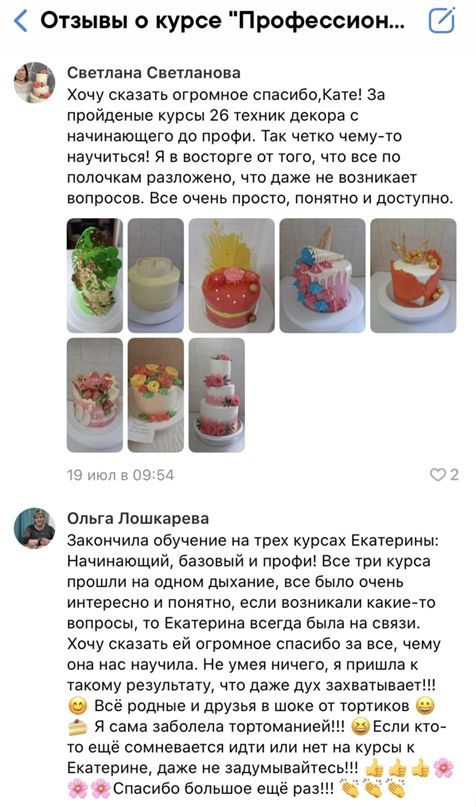 Отзывы о курсе "Профессион...
Светлана Светланова
Хочу сказать огромное спасибо,Кате! За
пройденые курсы 26 техник декора с
начинающего до профи. Так четко чему-то
научиться! Я в восторге от того, что все по
полочкам разложено, что даже не возникает
вопросов. Все очень просто, понятно и доступно.
19 июл в 09:54
2
Ольга Лошкарева
Закончила обучение на трех курсах Екатерины:
Начинающий, базовый и профи! Все три курса
прошли на одном дыхание, все было очень
интересно и понятно, если возникали какие-то
вопросы, то Екатерина всегда была на связи.
Хочу сказать ей огромное спасибо за все, чему
она нас научила. Не умея ничего, я пришла к
такому результату, что даже дух захватывает!!!
😊 Всё родные и друзья в шоке от тортиков 😀
🍰 Я сама заболела тортоманией!!! 😆Если кто-
то ещё сомневается идти или нет на курсы к
Екатерине, даже не задумывайтесь!!! 👍👍👍🌸
🌸🌸Спасибо большое ещё раз!!! 👏👏👏